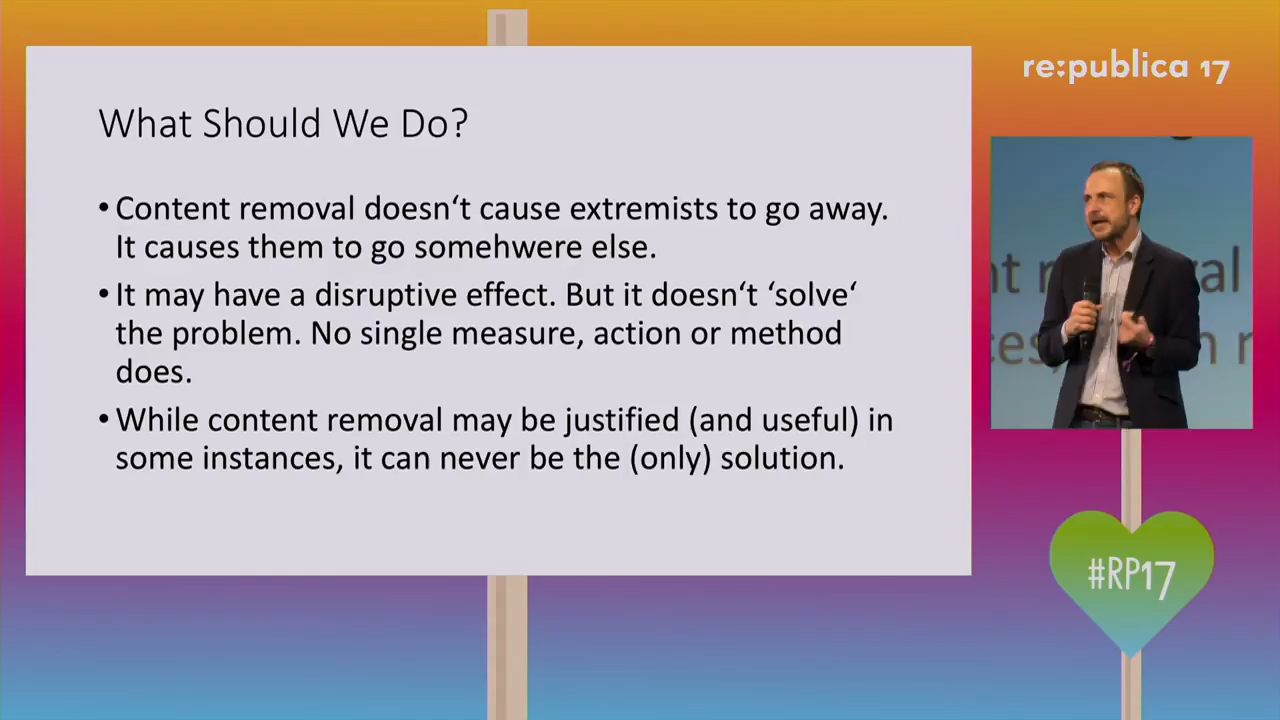 re:publica 17
What Should We Do?
• Content removal doesn‘t cause extremists to go away.
It causes them to go somehwere else.
• It may have a disruptive effect. But it doesn‘t ‘solve‘
the problem. No single measure, action or method
does.
• While content removal may be justified (and useful) in
some instances, it can never be the (only) solution.
#RP17